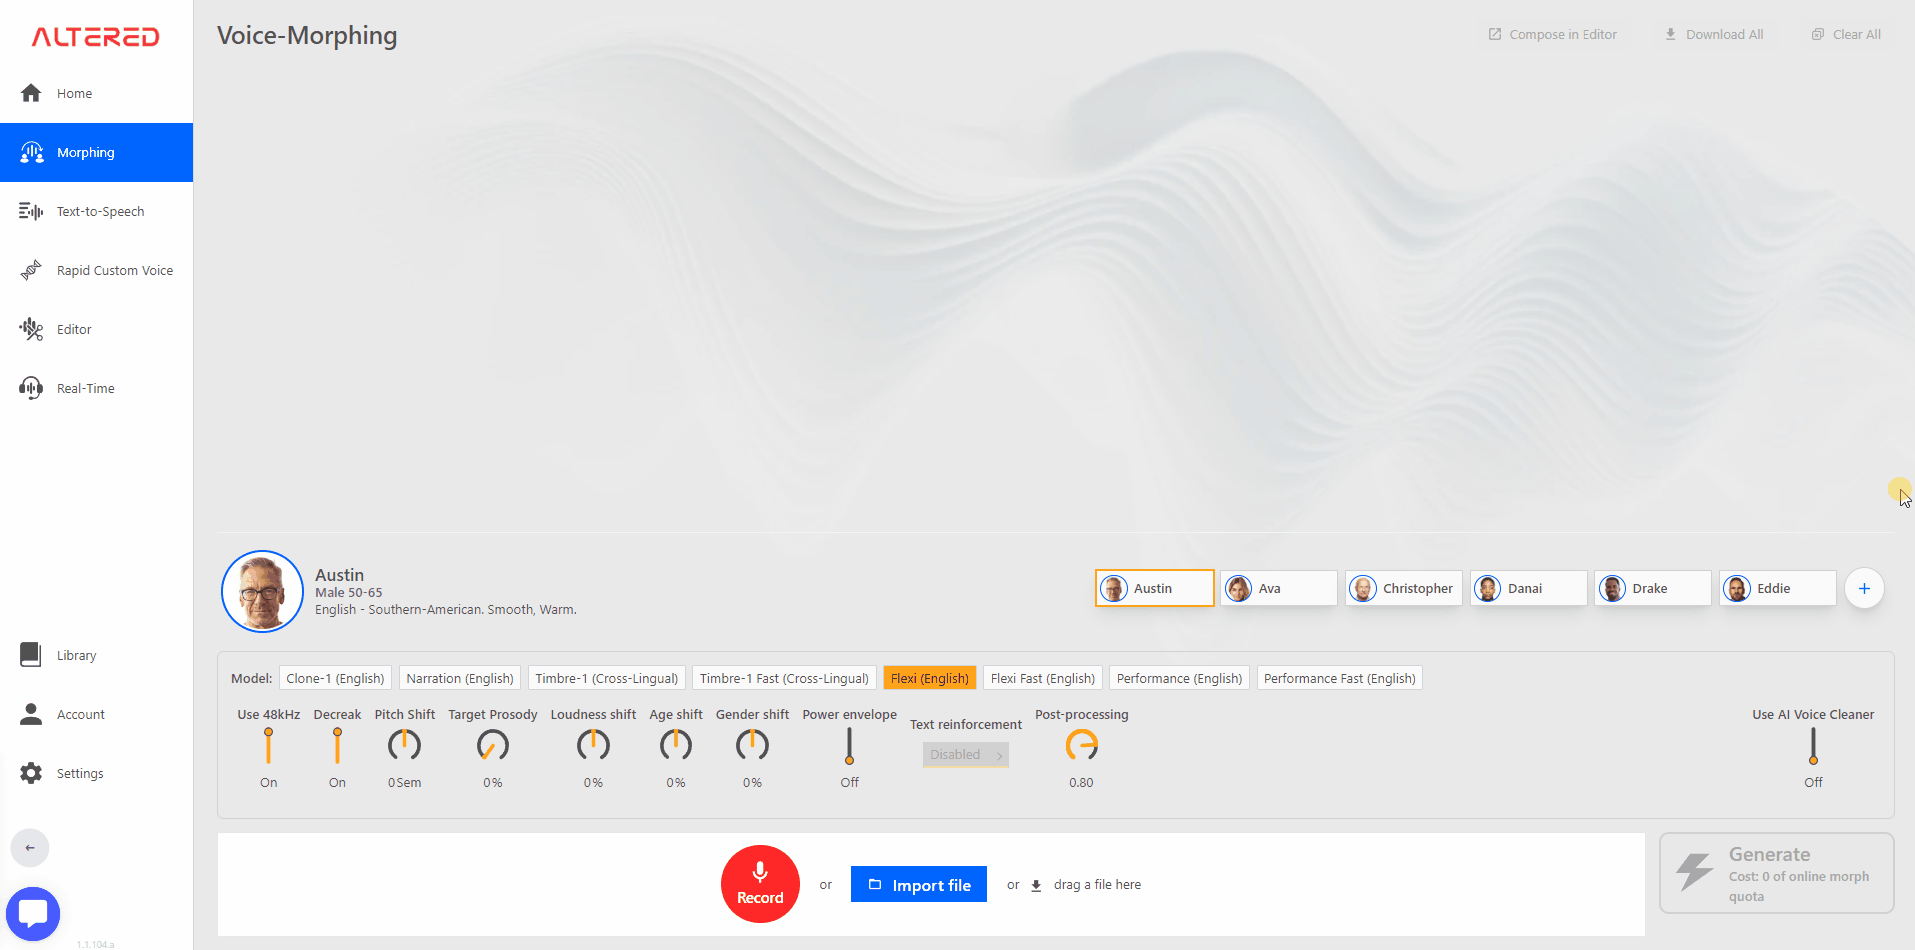 ALTERED
Home
Morphing
Text-to-Speech
Rapid Custom Voice
Editor
Real-Time
Library
Account
Settings
1.1.104.a
Voice-Morphing
Compose in Editor
Download All
Clear All
Austin
Male 50-65
English - Southern-American. Smooth, Warm.
Austin
Ava
Christopher
Danai
Drake
Eddie
Model: Clone-1 (English) Narration (English) Timbre-1 (Cross-Lingual) Timbre-1 Fast (Cross-Lingual) Flexi (English) Flexi Fast (English) Performance (English) Performance Fast (English)
Use 48kHz
On
Decreak
On
Pitch Shift
0 Sem
Target Prosody
0 %
Loudness shift
0 %
Age shift
0 %
Gender shift
0 %
Power envelope
Off
Text reinforcement
Disabled
Post-processing
0.80
Use AI Voice Cleaner
Off
Record
or
Import file
or
drag a file here
Generate
Cost: 0 of online morph
quota